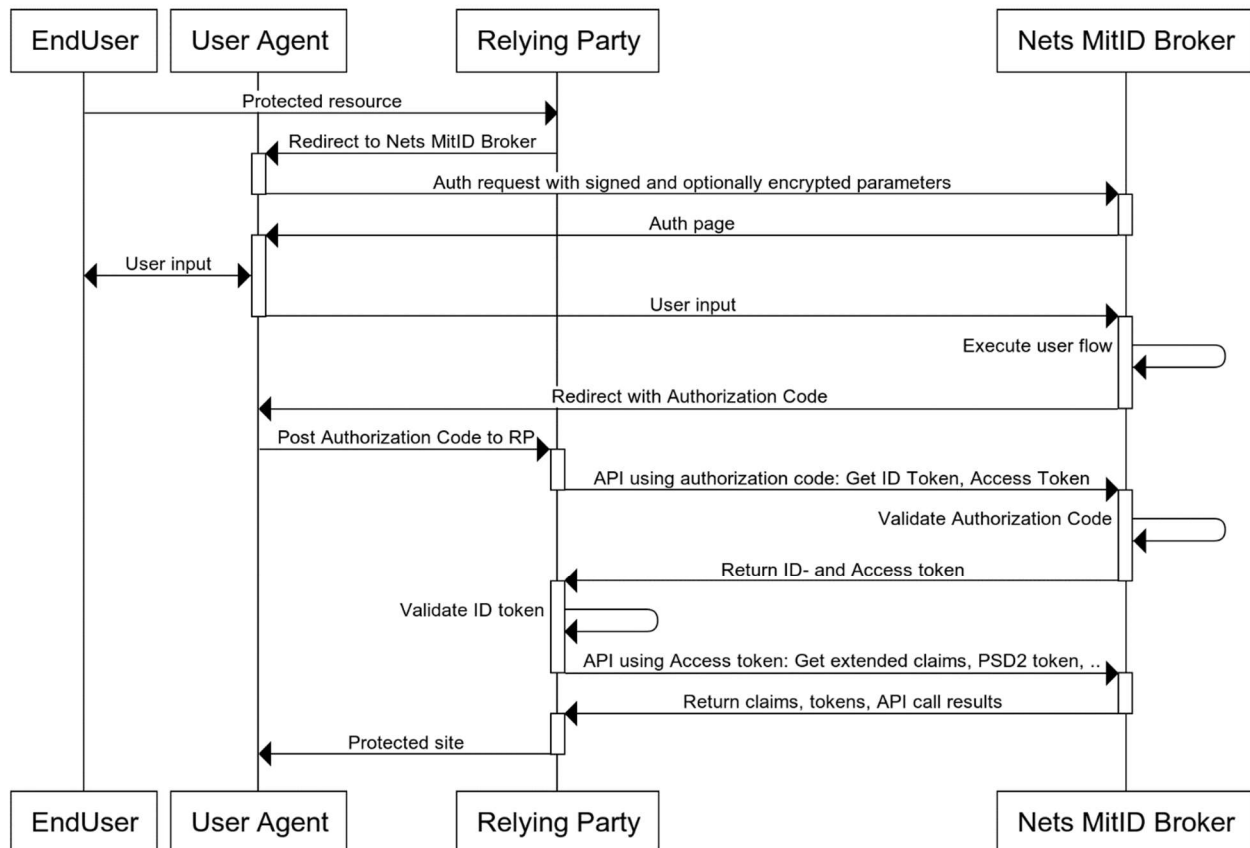 EndUser
User Agent
Relying Party
Nets MitID Broker
Protected resource
Redirect to Nets MitID Broker
Auth request with signed and optionally encrypted parameters
Auth page
User input
User input
Execute user flow
Redirect with Authorization Code
Post Authorization Code to RP
API using authorization code: Get ID Token, Access Token
Validate Authorization Code
Return ID- and Access token
Validate ID token
API using Access token: Get extended claims, PSD2 token, ..
Return claims, tokens, API call results
Protected site
EndUser
User Agent
Relying Party
Nets MitID Broker